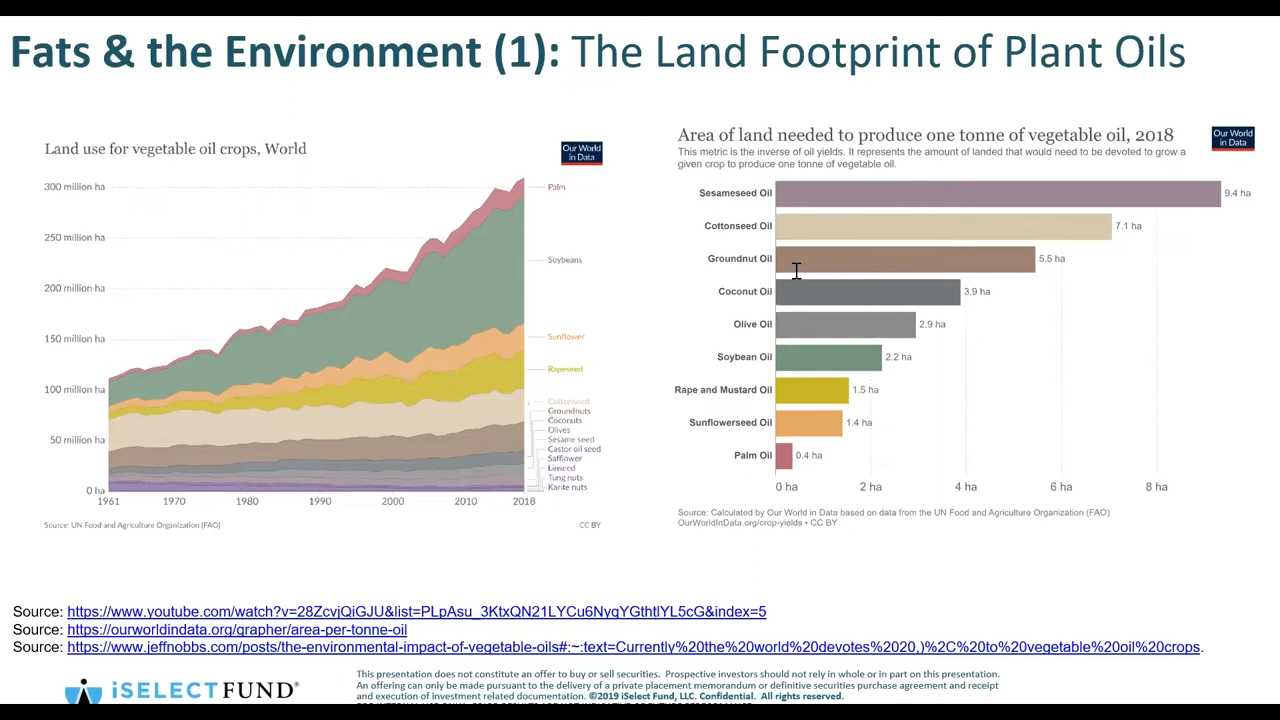 Fats & the Environment (1): The Land Footprint of Plant Oils
Land use for vegetable oil crops, World
Our World
in Data
300 million ha
250 million ha
200 million ha
150 million ha
100 million ha
50 million ha
0 ha
1961
1970
1980
1990
2000
2010
2018
Palm
Soybeans
Sunflower
Rapeseed
Cottonseed
Groundnuts
Coconuts
Olives
Sesame seed
Castor oil seed
Safflower
Linseed
Tung nuts
Karite nuts
Source: UN Food and Agriculture Organization (FAO)
CC BY
Area of land needed to produce one tonne of vegetable oil, 2018
Our World
in Data
This metric is the inverse of oil yields. It represents the amount of landed that would need to be devoted to grow a
given crop to produce one tonne of vegetable oil.
Sesameseed Oil 9.4 ha
Cottonseed Oil 7.1 ha
Groundnut Oil 5.5 ha
Coconut Oil 3.9 ha
Olive Oil 2.9 ha
Soybean Oil 2.2 ha
Rape and Mustard Oil 1.5 ha
Sunflowerseed Oil 1.4 ha
Palm Oil 0.4 ha
0 ha 2 ha 4 ha 6 ha 8 ha
Source: Calculated by Our World in Data based on data from the UN Food and Agriculture Organization (FAO)
OurWorldInData.org/crop-yields • CC BY
Source: https://www.youtube.com/watch?v=28ZcvjQiGJU&list=PLpAsu_3KtxQN21LYCu6NyqYGthtlYL5cG&index=5
Source: https://ourworldindata.org/grapher/area-per-tonne-oil
Source: https://www.jeffnobbs.com/posts/the-environmental-impact-of-vegetable-oils#:~:text=Currently%20the%20world%20devotes%2020,)%2C%20to%20vegetable%20oil%20crops.
iSELECTFUND®
This presentation does not constitute an offer to buy or sell securities. Prospective investors should not rely in whole or in part on this presentation.
An offering can only be made pursuant to the delivery of a private placement memorandum or definitive securities purchase agreement and receipt
and execution of investment related documentation. ©2019 iSelect Fund, LLC. Confidential. All rights reserved.